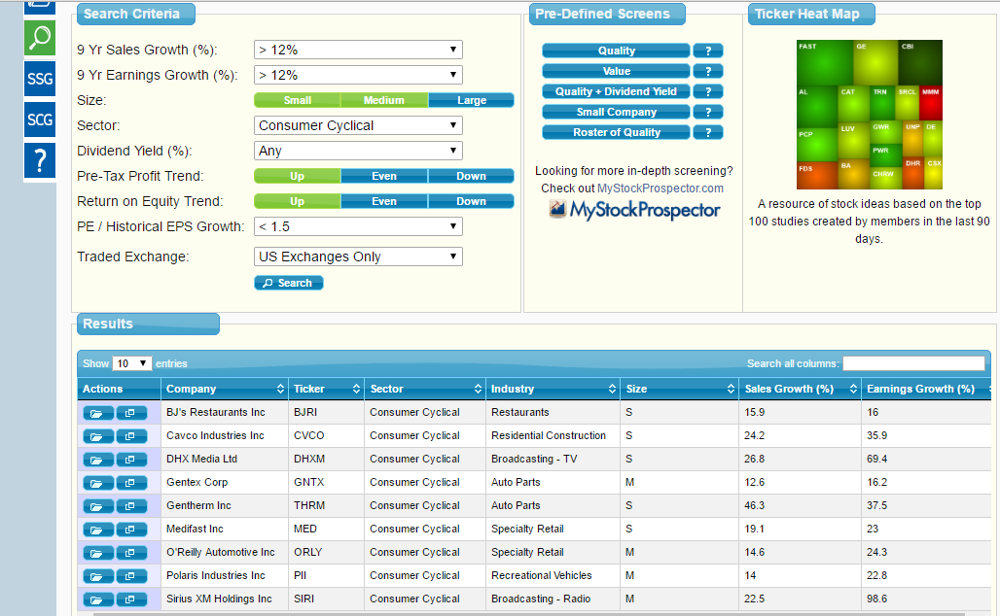 SSG
SCG
?
Search Criteria
9 Yr Sales Growth (%): > 12%
9 Yr Earnings Growth (%): > 12%
Size: Small Medium Large
Sector: Consumer Cyclical
Dividend Yield (%): Any
Pre-Tax Profit Trend: Up Even Down
Return on Equity Trend: Up Even Down
PE / Historical EPS Growth: < 1.5
Traded Exchange: US Exchanges Only
Search
Pre-Defined Screens
Quality ?
Value ?
Quality + Dividend Yield ?
Small Company ?
Roster of Quality ?
Looking for more in-depth screening?
Check out MyStockProspector.com
MyStockProspector
Ticker Heat Map
FAST GE CBI
AL CAT TRN SRCL MMM
PCP LUV GWR UNP DE
PWR
FDS BA CHRW DHR CSX
A resource of stock ideas based on the top
100 studies created by members in the last 90
days.
Results
Show 10 entries Search all columns:
Actions Company Ticker Sector Industry Size Sales Growth (%) Earnings Growth (%)
BJ's Restaurants Inc BJRI Consumer Cyclical Restaurants S 15.9 16
Cavco Industries Inc CVCO Consumer Cyclical Residential Construction S 24.2 35.9
DHX Media Ltd DHXM Consumer Cyclical Broadcasting - TV S 26.8 69.4
Gentex Corp GNTX Consumer Cyclical Auto Parts M 12.6 16.2
Gentherm Inc THRM Consumer Cyclical Auto Parts S 46.3 37.5
Medifast Inc MED Consumer Cyclical Specialty Retail S 19.1 23
O'Reilly Automotive Inc ORLY Consumer Cyclical Specialty Retail M 14.6 24.3
Polaris Industries Inc PII Consumer Cyclical Recreational Vehicles M 14 22.8
Sirius XM Holdings Inc SIRI Consumer Cyclical Broadcasting - Radio M 22.5 98.6